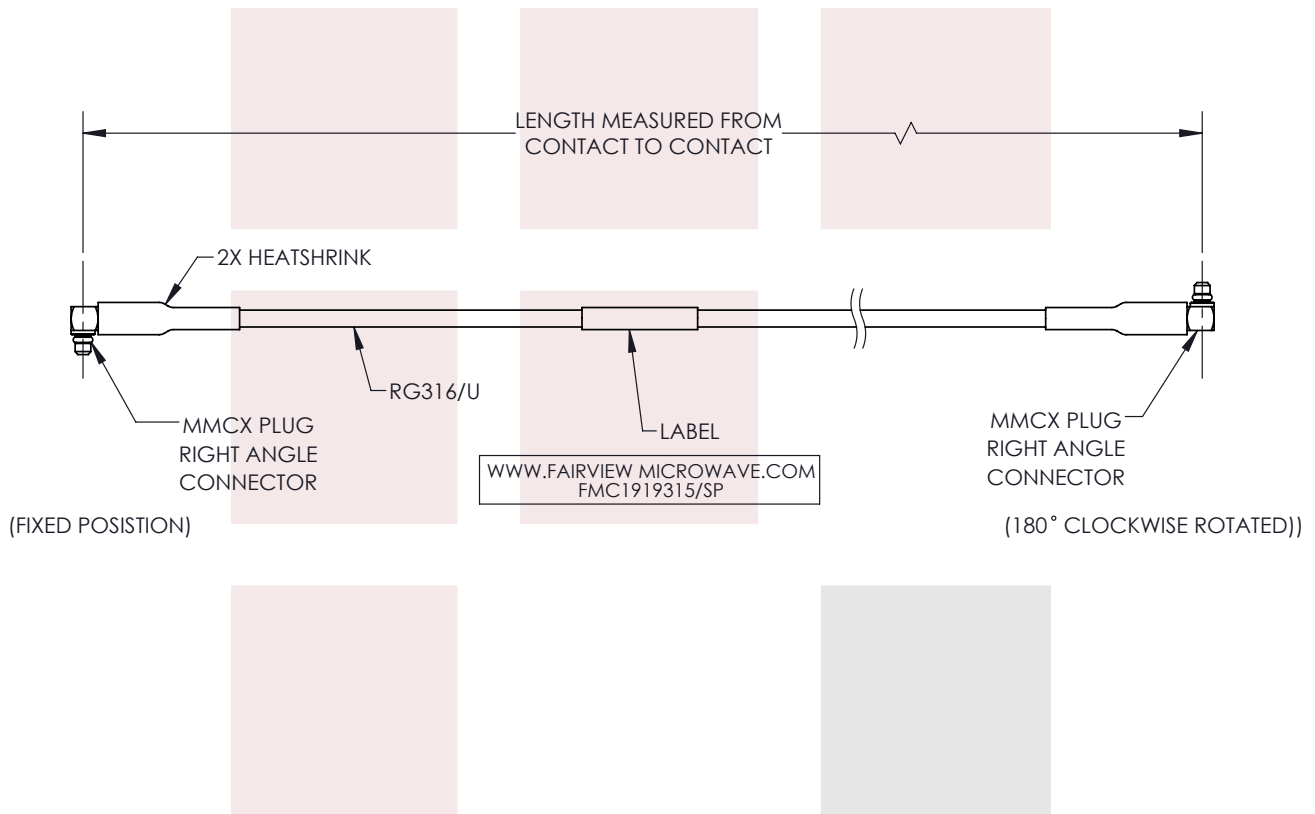 LENGTH MEASURED FROM
CONTACT TO CONTACT
2X HEATSHRINK
RG316/U
MMCX PLUG
RIGHT ANGLE
CONNECTOR
(FIXED POSISTION)
LABEL
WWW.FAIRVIEW MICROWAVE.COM
FMC1919315/SP
MMCX PLUG
RIGHT ANGLE
CONNECTOR
(180° CLOCKWISE ROTATED))